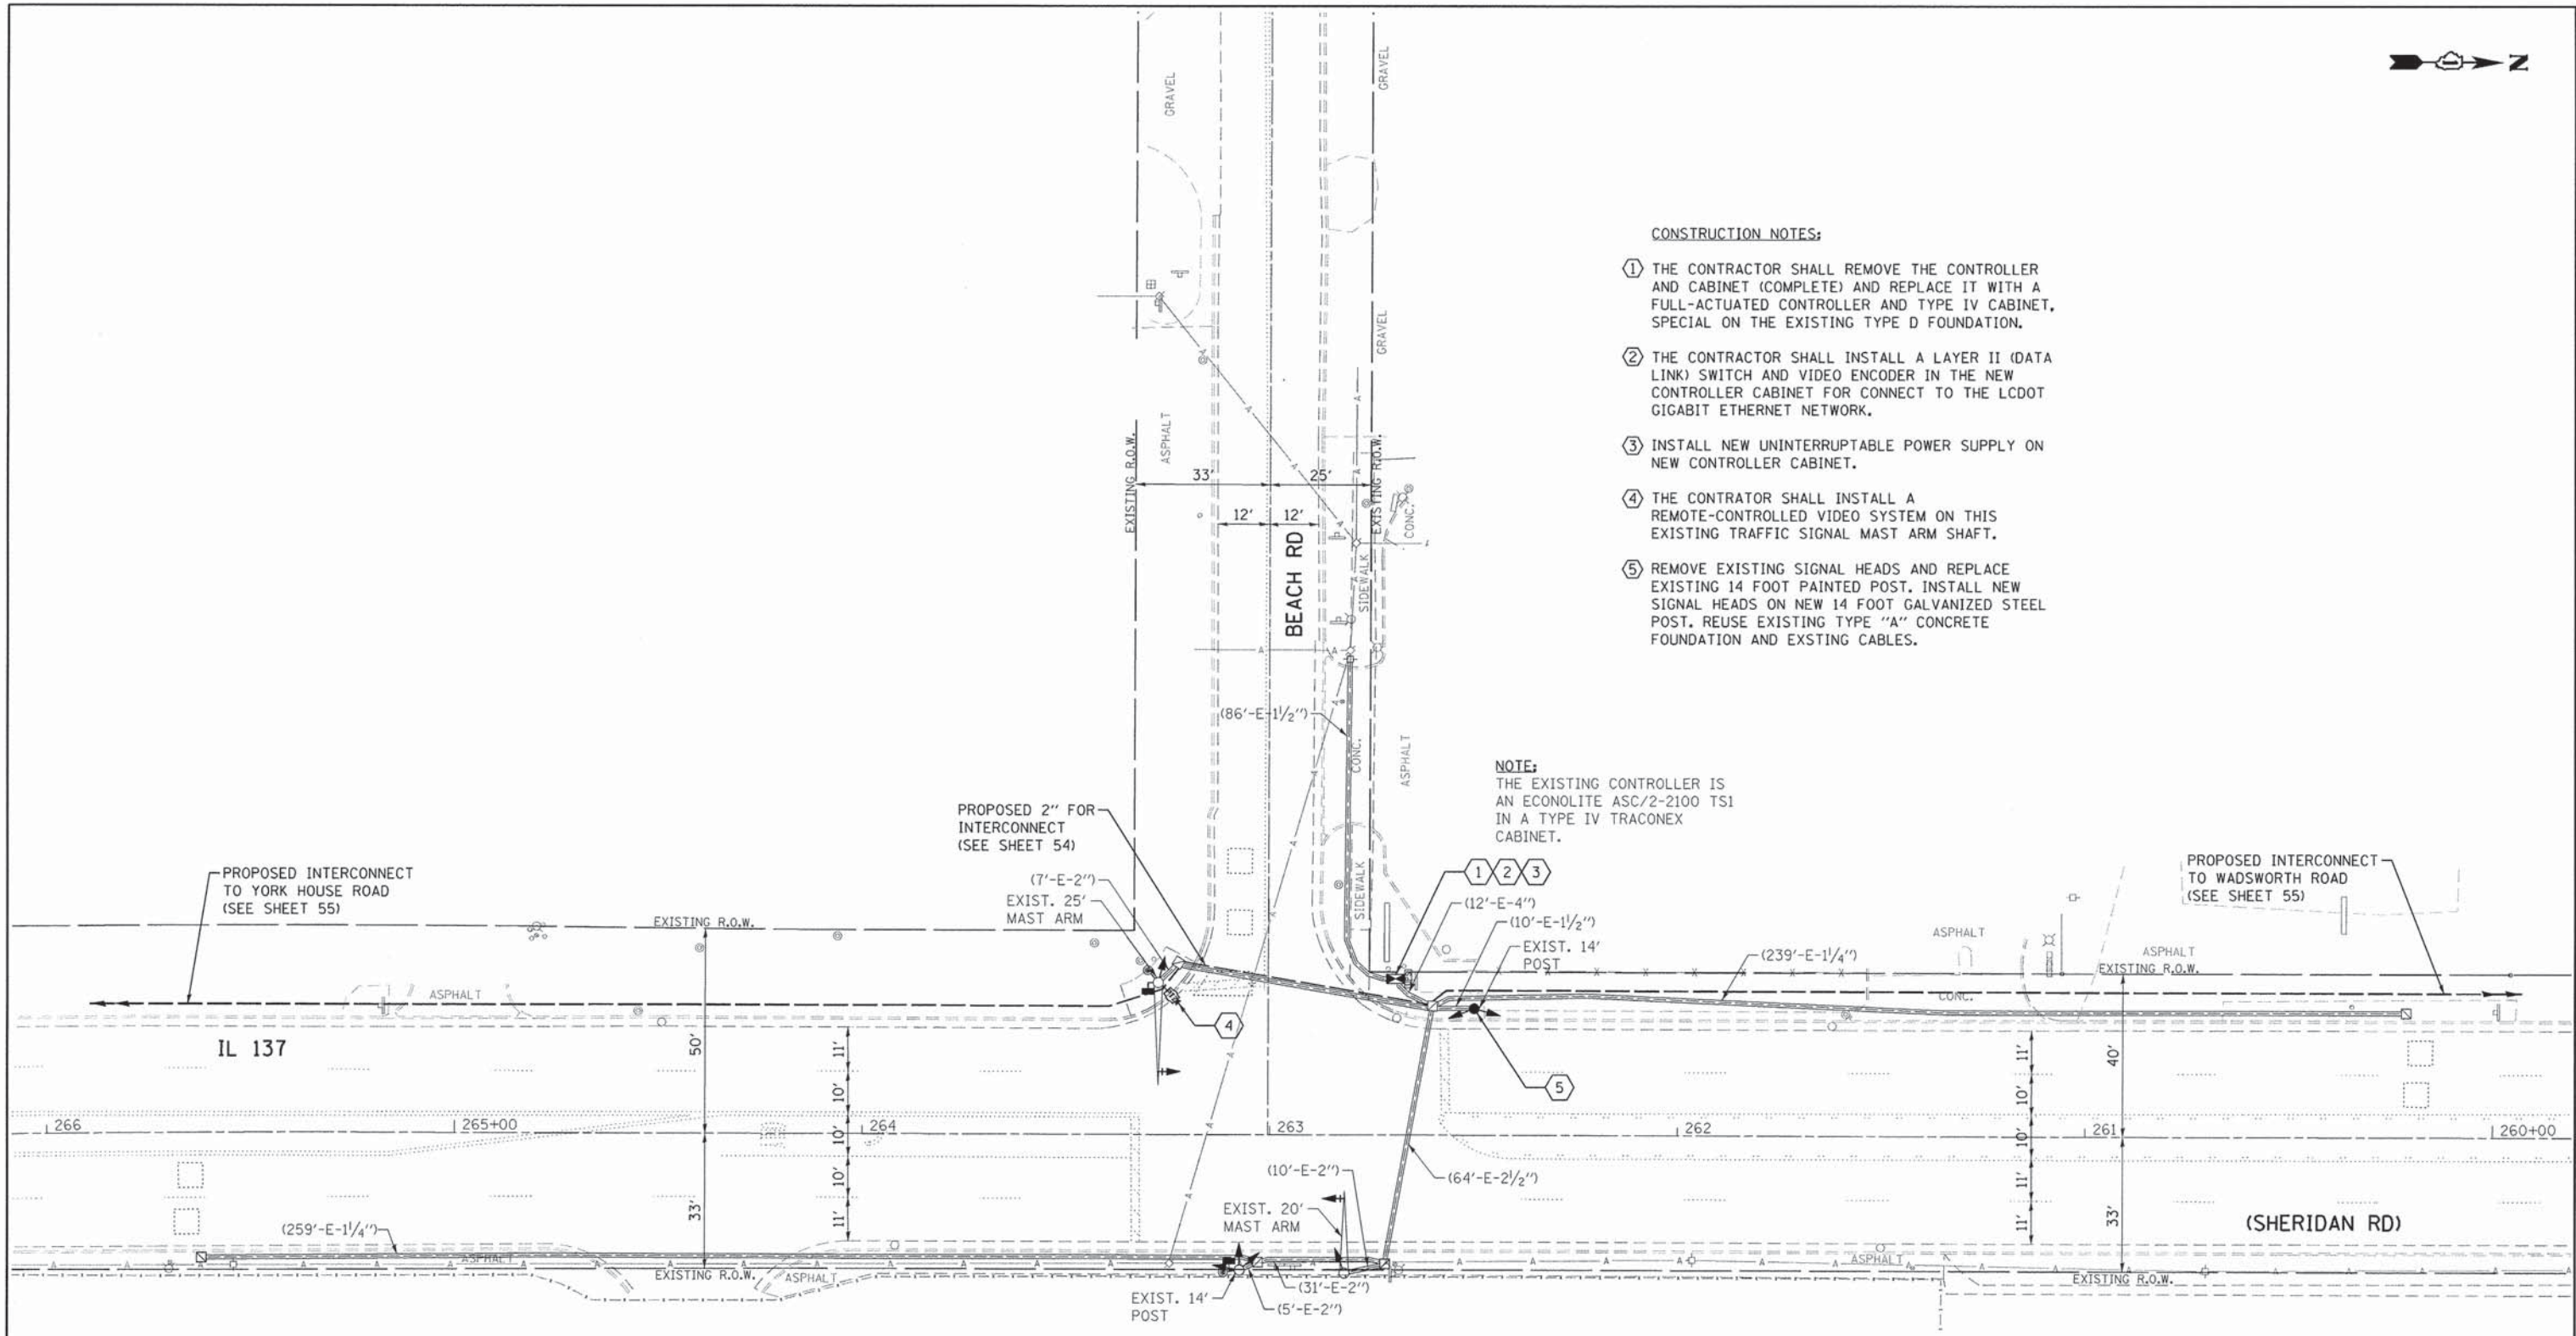 N
GRAVEL
GRAVEL
CONSTRUCTION NOTES:
1 THE CONTRACTOR SHALL REMOVE THE CONTROLLER
AND CABINET (COMPLETE) AND REPLACE IT WITH A
FULL-ACTUATED CONTROLLER AND TYPE IV CABINET,
SPECIAL ON THE EXISTING TYPE D FOUNDATION.
2 THE CONTRACTOR SHALL INSTALL A LAYER II (DATA
LINK) SWITCH AND VIDEO ENCODER IN THE NEW
CONTROLLER CABINET FOR CONNECT TO THE LCDOT
GIGABIT ETHERNET NETWORK.
3 INSTALL NEW UNINTERRUPTABLE POWER SUPPLY ON
NEW CONTROLLER CABINET.
4 THE CONTRATOR SHALL INSTALL A
REMOTE-CONTROLLED VIDEO SYSTEM ON THIS
EXISTING TRAFFIC SIGNAL MAST ARM SHAFT.
5 REMOVE EXISTING SIGNAL HEADS AND REPLACE
EXISTING 14 FOOT PAINTED POST. INSTALL NEW
SIGNAL HEADS ON NEW 14 FOOT GALVANIZED STEEL
POST. REUSE EXISTING TYPE "A" CONCRETE
FOUNDATION AND EXSTING CABLES.
GRAVEL
ASPHALT
EXISTING R.O.W.
EXISTING R.O.W.
33'
25'
12'
12'
CONC.
BEACH RD
SIDEWALK
(86'-E-1 1/2")
CONC.
ASPHALT
SIDEWALK
NOTE:
THE EXISTING CONTROLLER IS
AN ECONOLITE ASC/2-2100 TS1
IN A TYPE IV TRACONEX
CABINET.
PROPOSED 2" FOR
INTERCONNECT
(SEE SHEET 54)
(7'-E-2")
EXIST. 25'
MAST ARM
PROPOSED INTERCONNECT
TO YORK HOUSE ROAD
(SEE SHEET 55)
PROPOSED INTERCONNECT
TO WADSWORTH ROAD
(SEE SHEET 55)
1 2 3
(12'-E-4")
(10'-E-1 1/2")
EXIST. 14'
POST
(239'-E-1 1/4")
EXISTING R.O.W.
ASPHALT
ASPHALT
ASPHALT
EXISTING R.O.W.
CONC.
4
5
IL 137
50'
11'
10'
10'
10'
11'
33'
11'
10'
10'
11'
11'
40'
33'
266
265+00
264
263
262
261
260+00
(64'-E-2 1/2")
(10'-E-2")
EXIST. 20'
MAST ARM
(259'-E-1 1/4")
(SHERIDAN RD)
ASPHALT
EXISTING R.O.W.
ASPHALT
ASPHALT
EXISTING R.O.W.
EXIST. 14'
POST
(31'-E-2")
(5'-E-2")